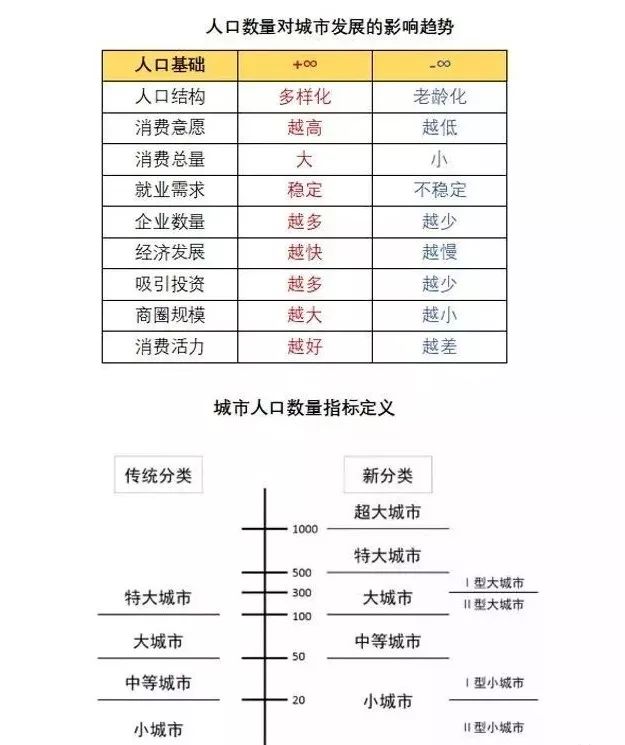 人口数量对城市发展的影响趋势
人口基础 +∞ -∞
人口结构 多样化 老龄化
消费意愿 越高 越低
消费总量 大 小
就业需求 稳定 不稳定
企业数量 越多 越少
经济发展 越快 越慢
吸引投资 越多 越少
商圈规模 越大 越小
消费活力 越好 越差
城市人口数量指标定义
传统分类 新分类
超大城市
1000
特大城市
500
I型大城市
300
特大城市 大城市
II型大城市
100
大城市 中等城市
50
中等城市 I型小城市
20 小城市
小城市 II型小城市